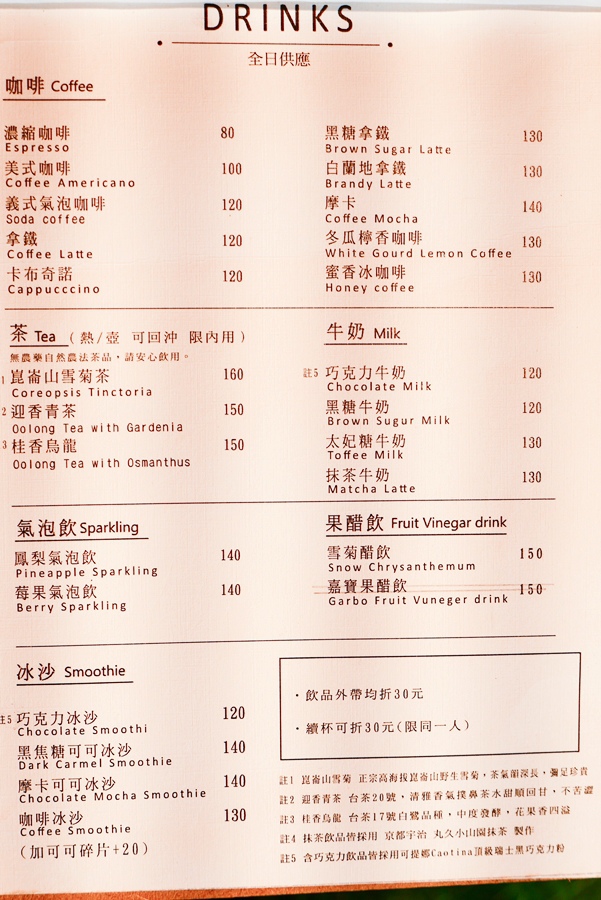 DRINKS
全日供應
咖啡 Coffee
濃縮咖啡 80
Espresso
美式咖啡 100
Coffee Americano
義式氣泡咖啡 120
Soda coffee
拿鐵 120
Coffee Latte
卡布奇諾 120
Cappucccino
黑糖拿鐵 130
Brown Sugar Latte
白蘭地拿鐵 130
Brandy Latte
摩卡 140
Coffee Mocha
冬瓜檸香咖啡 130
White Gourd Lemon Coffee
蜜香冰咖啡 130
Honey coffee
茶 Tea (熱/壺 可回沖 限內用)
無農藥自然農法茶品,請安心飲用。
1 崑崙山雪菊茶 160
Coreopsis Tinctoria
2 迎香青茶 150
Oolong Tea with Gardenia
3 桂香烏龍 150
Oolong Tea with Osmanthus
牛奶 Milk
註5 巧克力牛奶 120
Chocolate Milk
黑糖牛奶 120
Brown Sugur Milk
太妃糖牛奶 130
Toffee Milk
抹茶牛奶 130
Matcha Latte
氣泡飲 Sparkling
鳳梨氣泡飲 140
Pineapple Sparkling
莓果氣泡飲 140
Berry Sparkling
果醋飲 Fruit Vinegar drink
雪菊醋飲 150
Snow Chrysanthemum
嘉寶果醋飲 150
Garbo Fruit Vuneger drink
冰沙 Smoothie
註5 巧克力冰沙 120
Chocolate Smoothi
黑焦糖可可冰沙 140
Dark Carmel Smoothie
摩卡可可冰沙 140
Chocolate Mocha Smoothie
咖啡冰沙 130
Coffee Smoothie
(加可可碎片+20)
·飲品外帶均折30元
·續杯可折30元(限同一人)
註1 崑崙山雪菊 正宗高海拔崑崙山野生雪菊,茶氣韻深長,彌足珍貴
註2 迎香青茶 台茶20號,清雅香氣撲鼻茶水甜順回甘,不苦澀
註3 桂香烏龍 台茶17號白鷺品種,中度發酵,花果香四溢
註4 抹茶飲品皆採用 京都宇治 丸久小山園抹茶 製作
註5 含巧克力飲品皆採用可提娜Caotina頂級瑞士黑巧克力粉